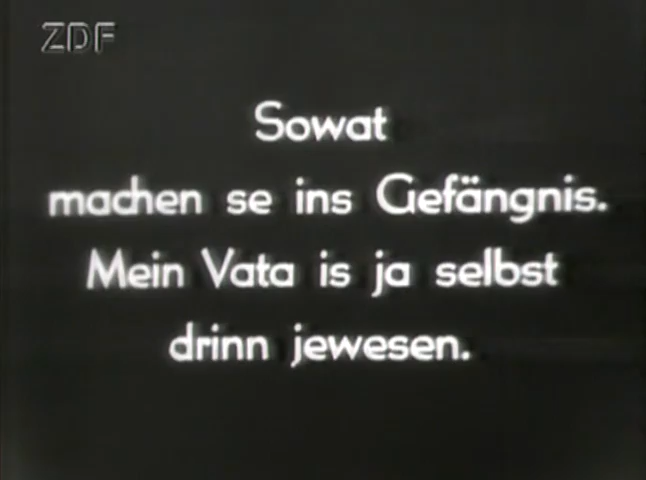 ZDF
Sowat
machen se ins Gefängnis.
Mein Vata is ja selbst
drinn jewesen.